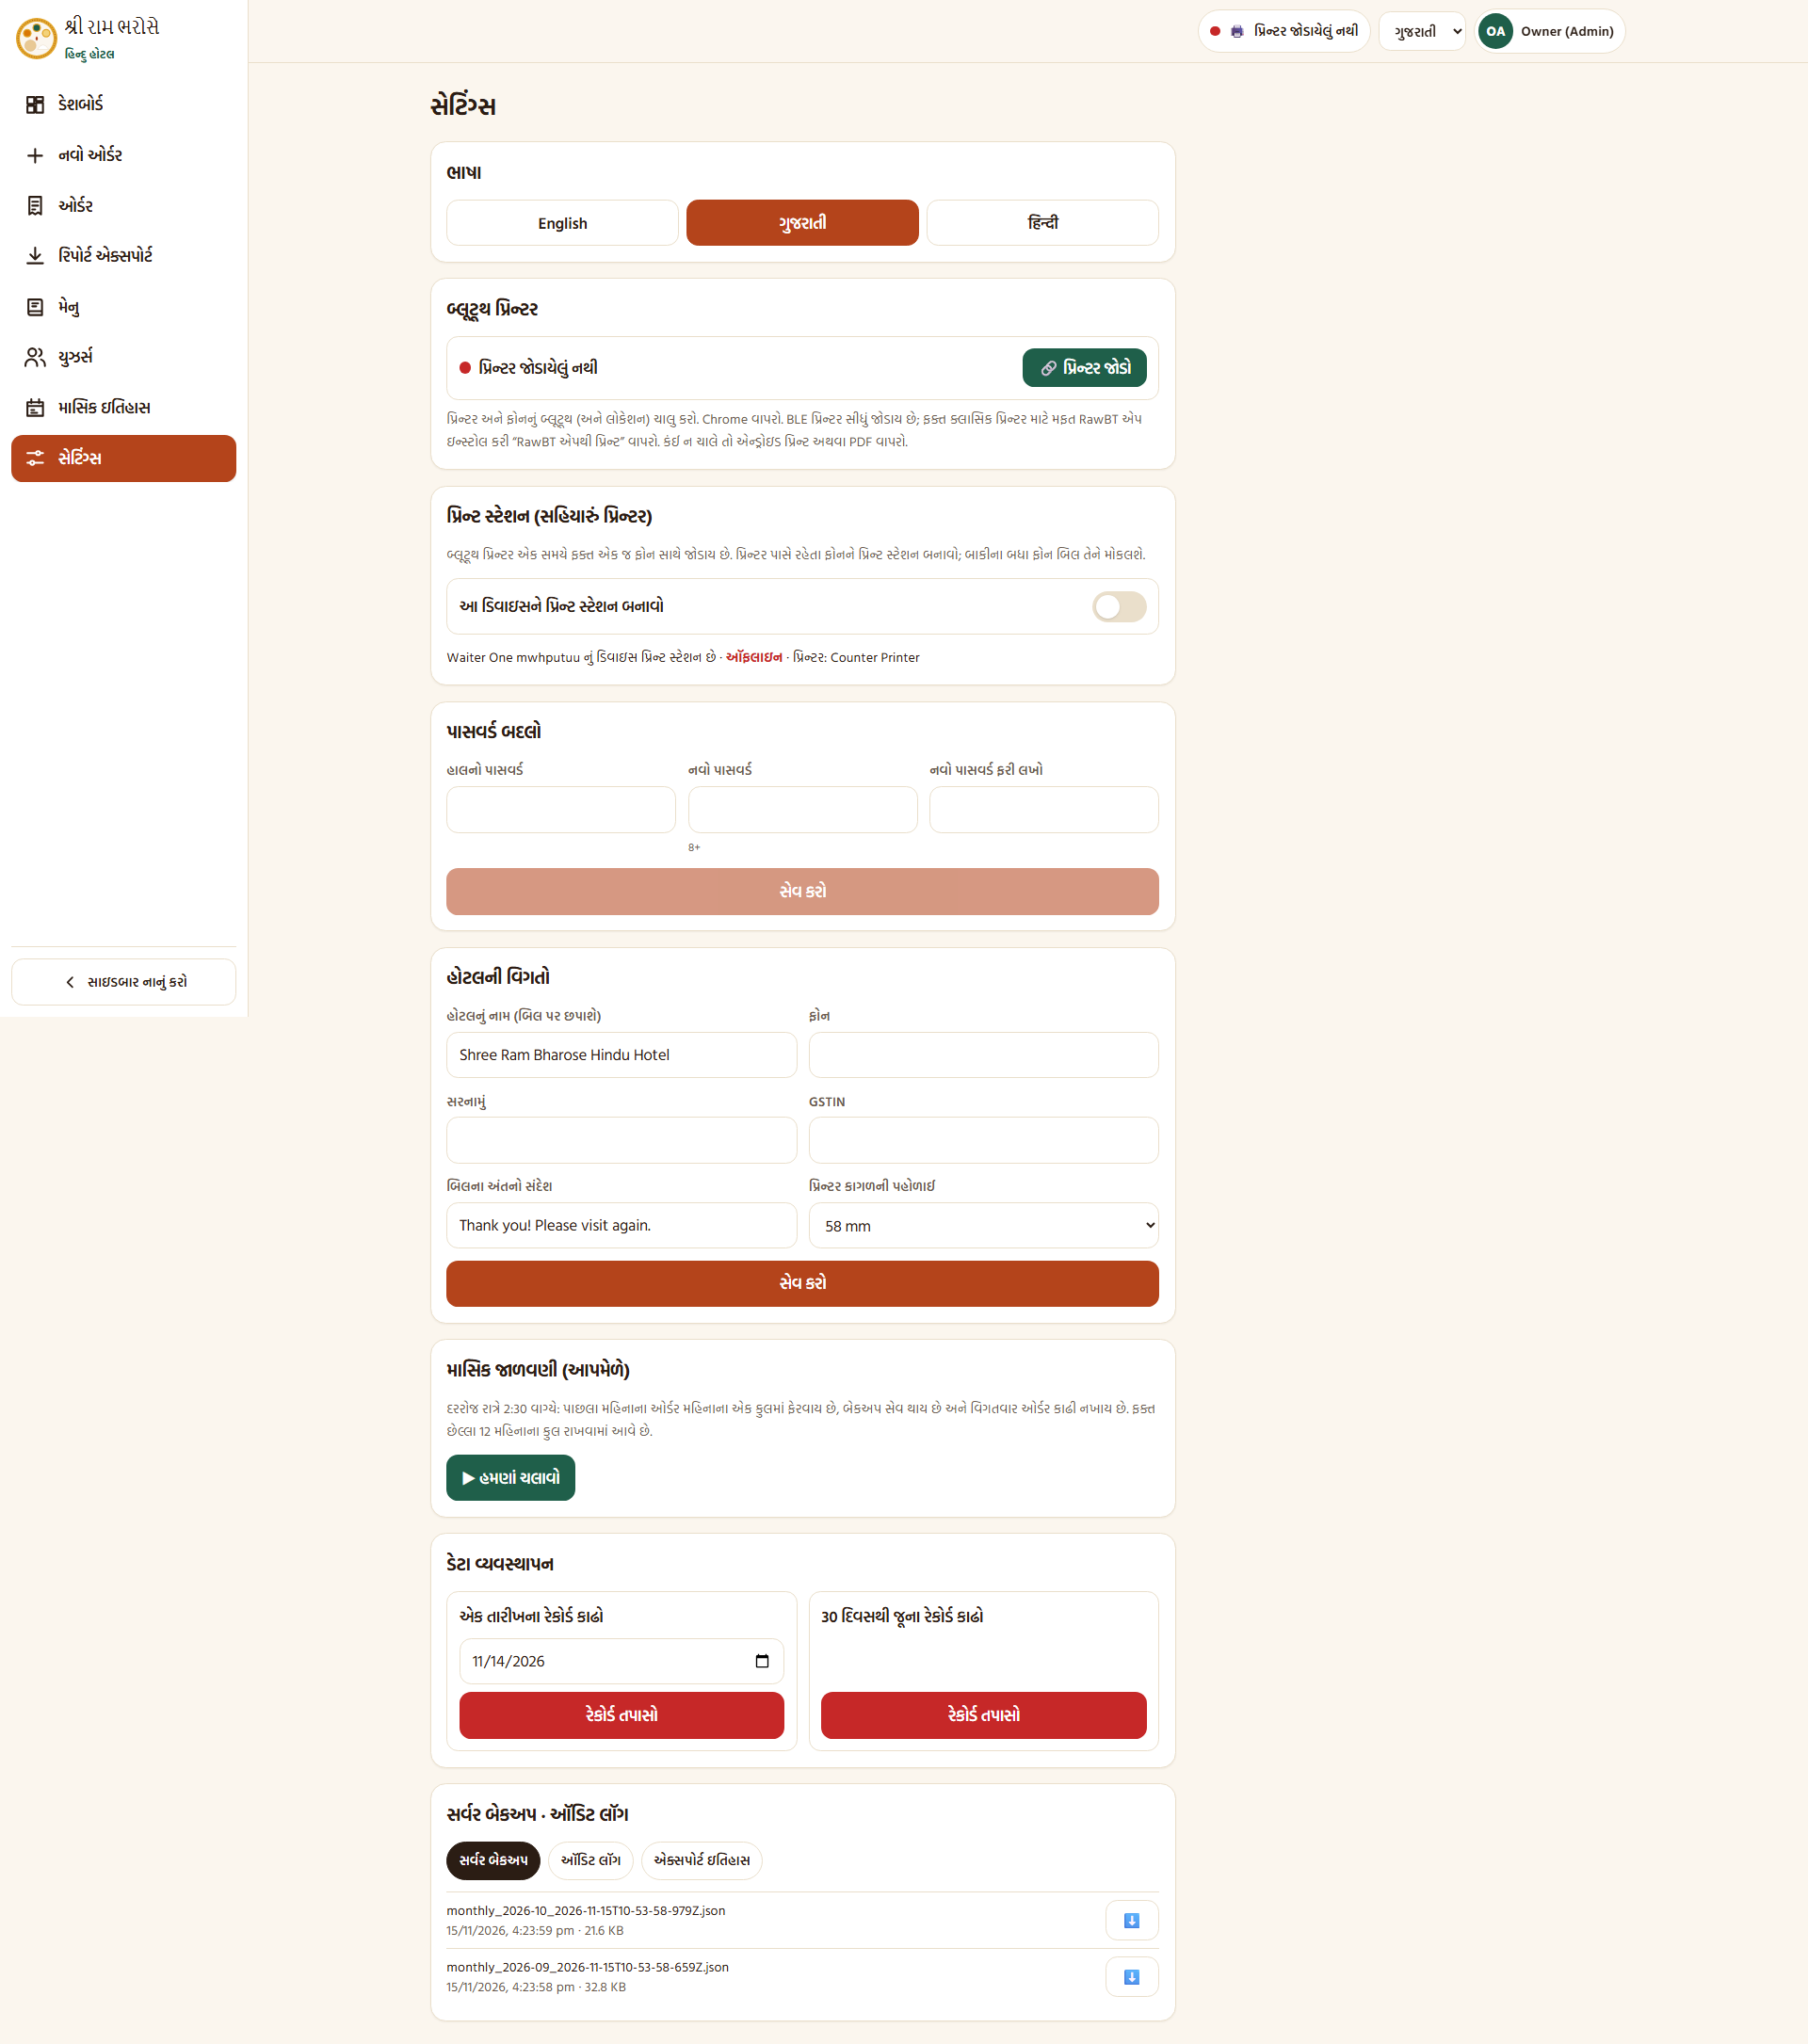 શ્રી રામ ભરોસે
હિન્દુ હોટલ
પ્રિન્ટર જોડાયેલું નથી
ગુજરાતી
OA
Owner (Admin)
ડેશબોર્ડ
નવો ઓર્ડર
ઓર્ડર
રિપોર્ટ એક્સપોર્ટ
મેનુ
યુઝર્સ
માસિક ઇતિહાસ
સેટિંગ્સ
સાઇડબાર નાનું કરો
સેટિંગ્સ
ભાષા
English
ગુજરાતી
हिन्दी
બ્લૂટૂથ પ્રિન્ટર
પ્રિન્ટર જોડાયેલું નથી
પ્રિન્ટર જોડો
પ્રિન્ટર અને ફોનનું બ્લૂટૂથ (અને લોકેશન) ચાલુ કરો. Chrome વાપરો. BLE પ્રિન્ટર સીધું જોડાય છે; ફક્ત ક્લાસિક પ્રિન્ટર માટે મફત RawBT એપ
ઇન્સ્ટોલ કરી “RawBT એપથી પ્રિન્ટ” વાપરો. કંઈ ન ચાલે તો એન્ડ્રોઇડ પ્રિન્ટ અથવા PDF વાપરો.
પ્રિન્ટ સ્ટેશન (સહિયારું પ્રિન્ટર)
બ્લૂટૂથ પ્રિન્ટર એક સમયે ફક્ત એક જ ફોન સાથે જોડાય છે. પ્રિન્ટર પાસે રહેતા ફોનને પ્રિન્ટ સ્ટેશન બનાવો; બાકીના બધા ફોન બિલ તેને મોકલશે.
આ ડિવાઇસને પ્રિન્ટ સ્ટેશન બનાવો
Waiter One mwhputuu નું ડિવાઇસ પ્રિન્ટ સ્ટેશન છે · ઑફલાઇન · પ્રિન્ટર: Counter Printer
પાસવર્ડ બદલો
હાલનો પાસવર્ડ
નવો પાસવર્ડ
નવો પાસવર્ડ ફરી લખો
8+
સેવ કરો
હોટલની વિગતો
હોટલનું નામ (બિલ પર છપાશે)
ફોન
Shree Ram Bharose Hindu Hotel
સરનામું
GSTIN
બિલના અંતનો સંદેશ
પ્રિન્ટર કાગળની પહોળાઈ
Thank you! Please visit again.
58 mm
સેવ કરો
માસિક જાળવણી (આપમેળે)
દરરોજ રાત્રે 2:30 વાગ્યે: પાછલા મહિનાના ઓર્ડર મહિનાના એક કુલમાં ફેરવાય છે, બેકઅપ સેવ થાય છે અને વિગતવાર ઓર્ડર કાઢી નખાય છે. ફક્ત
છેલ્લા 12 મહિનાના કુલ રાખવામાં આવે છે.
▶ હમણાં ચલાવો
ડેટા વ્યવસ્થાપન
એક તારીખના રેકોર્ડ કાઢો
30 દિવસથી જૂના રેકોર્ડ કાઢો
11/14/2026
રેકોર્ડ તપાસો
રેકોર્ડ તપાસો
સર્વર બેકઅપ · ઑડિટ લૉગ
સર્વર બેકઅપ
ઑડિટ લૉગ
એક્સપોર્ટ ઇતિહાસ
monthly_2026-10_2026-11-15T10-53-58-979Z.json
15/11/2026, 4:23:59 pm · 21.6 KB
monthly_2026-09_2026-11-15T10-53-58-659Z.json
15/11/2026, 4:23:58 pm · 32.8 KB